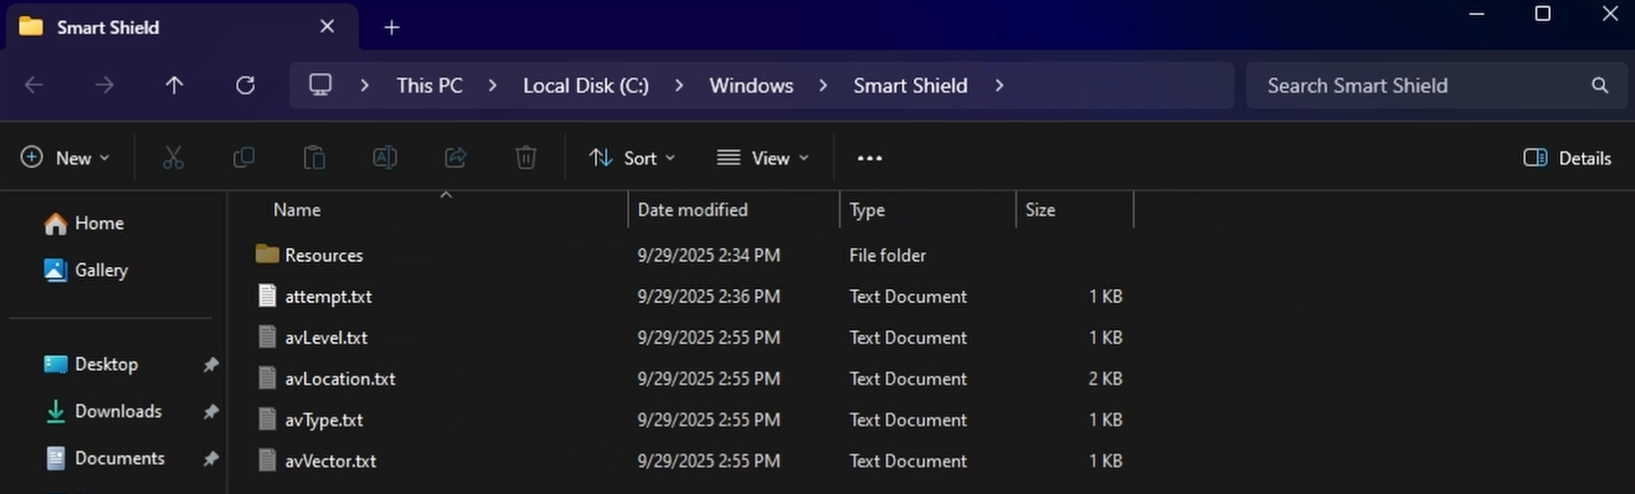 Smart Shield
This PC > Local Disk (C:) > Windows > Smart Shield >
Search Smart Shield
New
Sort
View
Details
Name Date modified Type Size
Home
Gallery
Desktop
Downloads
Documents
Resources 9/29/2025 2:34 PM File folder
attempt.txt 9/29/2025 2:36 PM Text Document 1 KB
avLevel.txt 9/29/2025 2:55 PM Text Document 1 KB
avLocation.txt 9/29/2025 2:55 PM Text Document 2 KB
avType.txt 9/29/2025 2:55 PM Text Document 1 KB
avVector.txt 9/29/2025 2:55 PM Text Document 1 KB